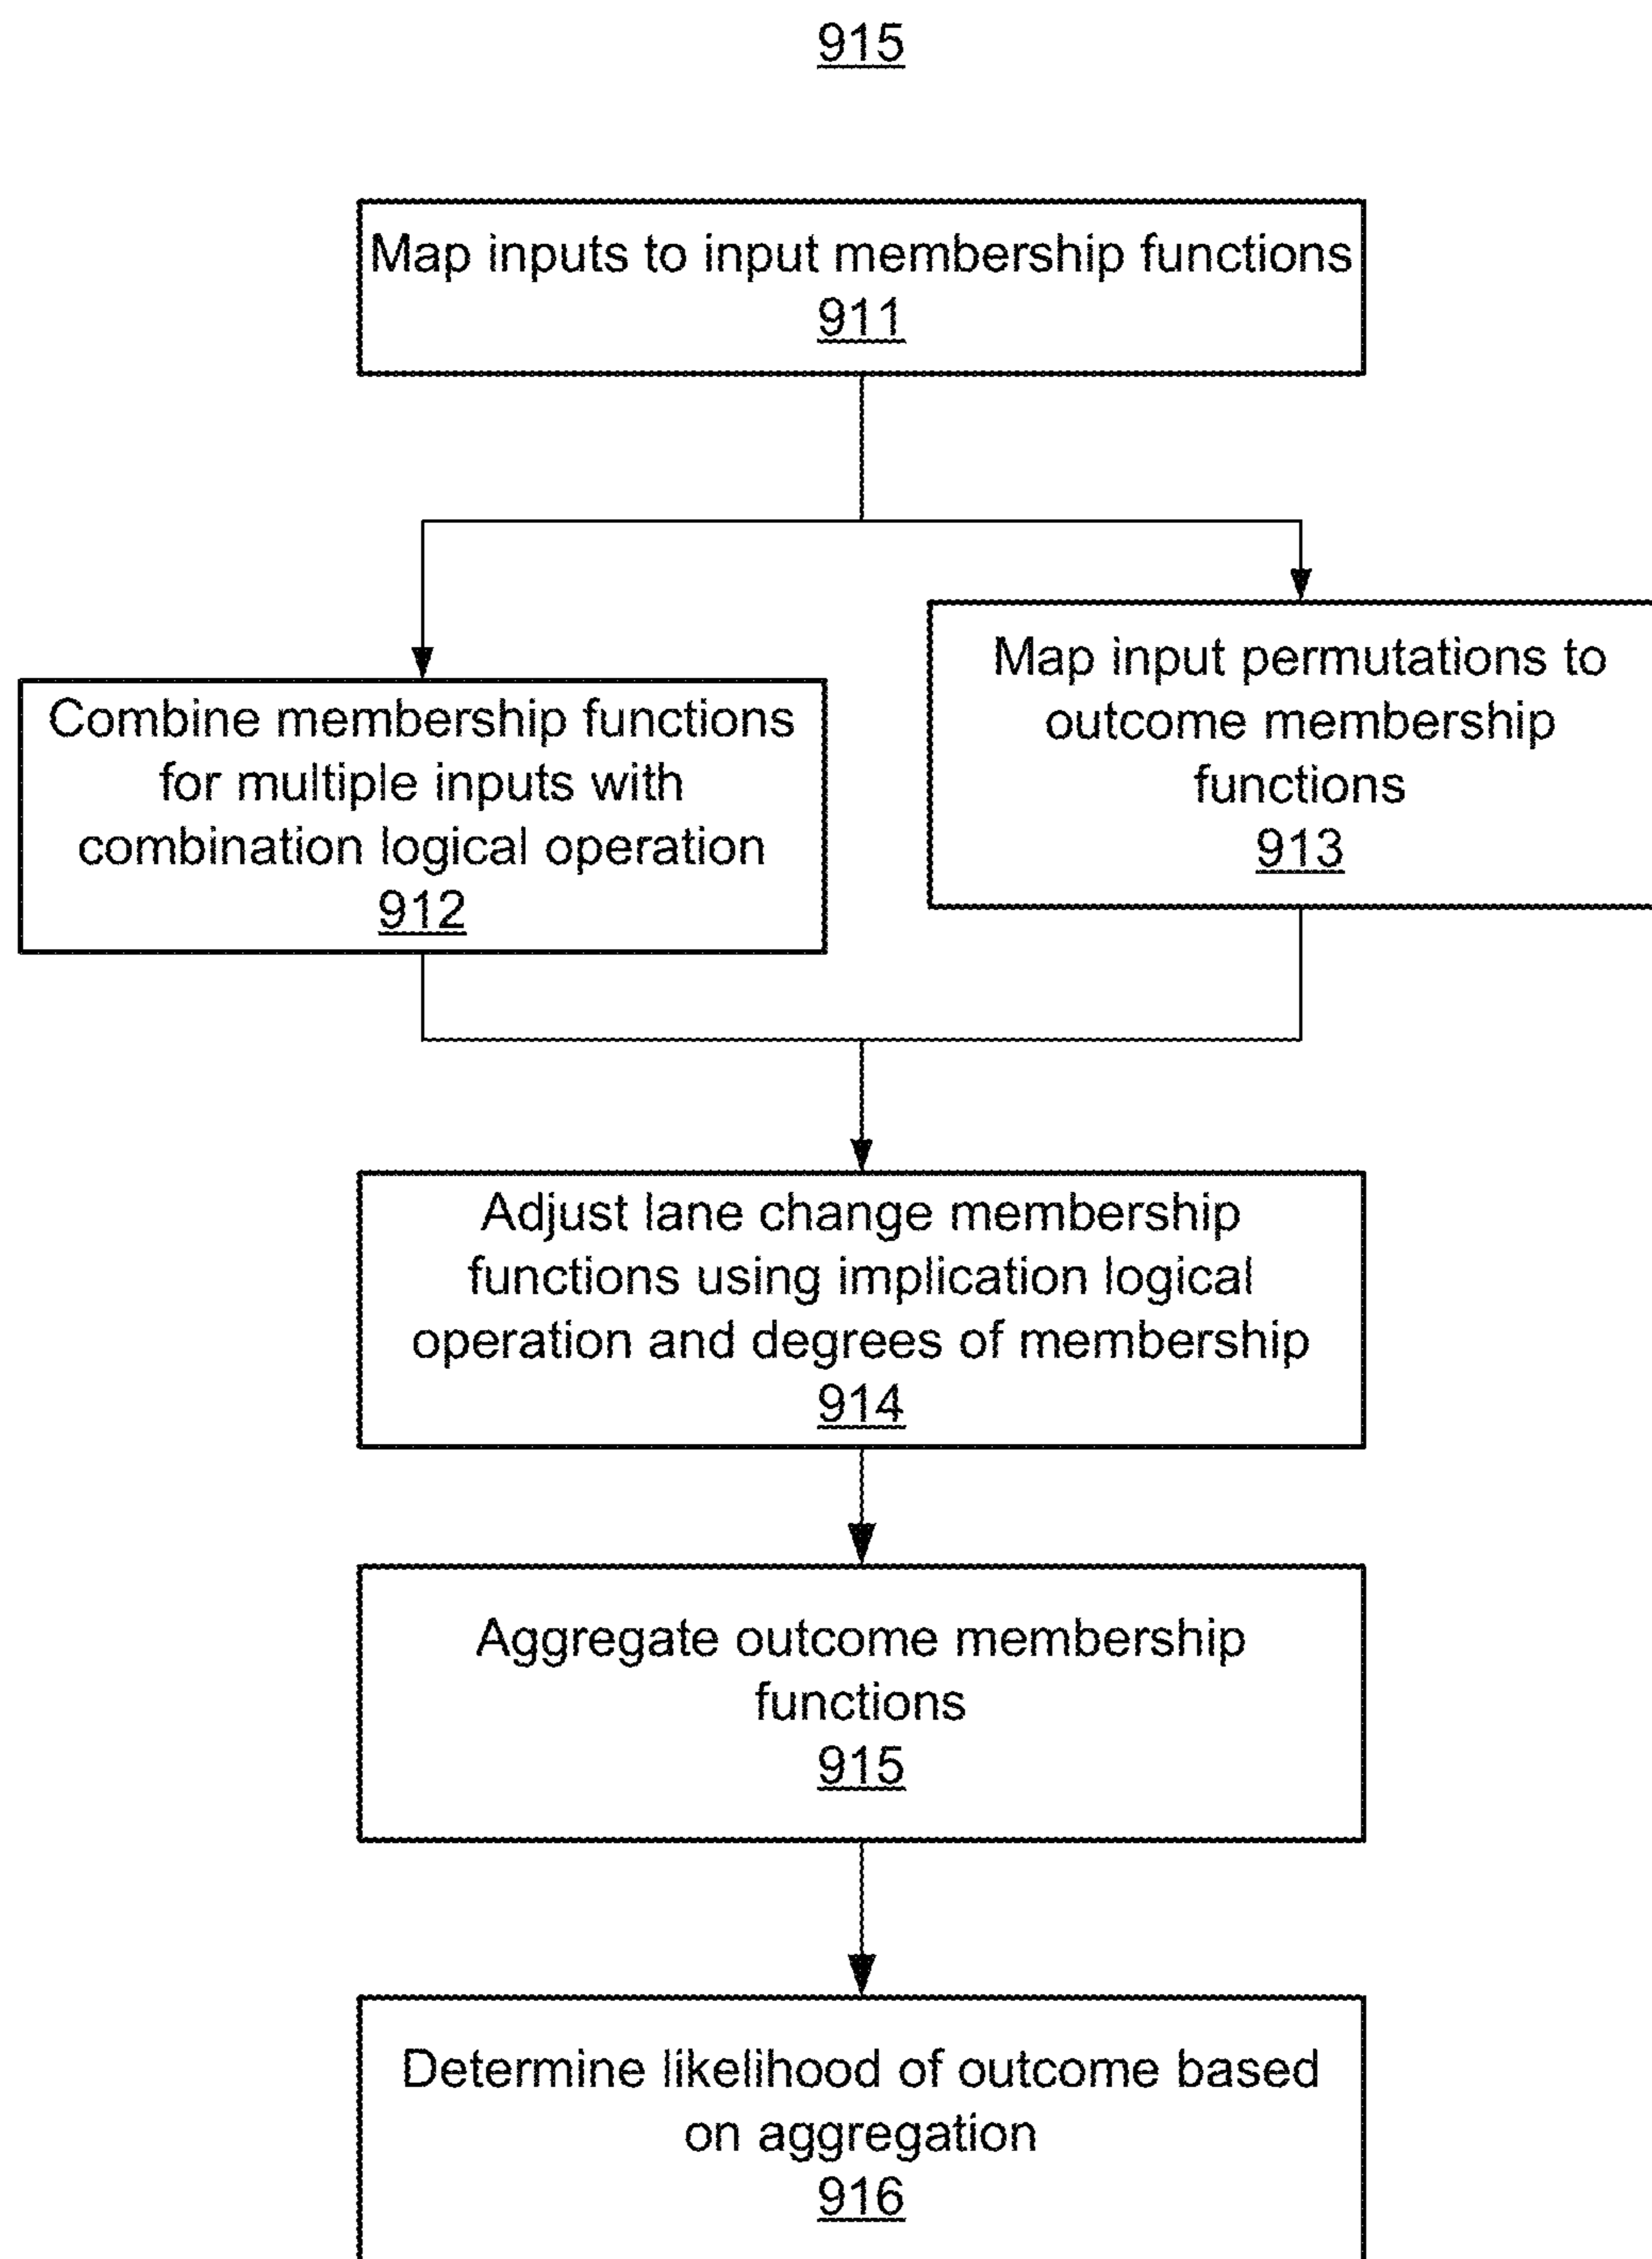 915
Map inputs to input membership functions
911
Combine membership functions
for multiple inputs with
combination logical operation
912
Map input permutations to
outcome membership
functions
913
Adjust lane change membership
functions using implication logical
operation and degrees of membership
914
Aggregate outcome membership
functions
915
Determine likelihood of outcome based
on aggregation
916